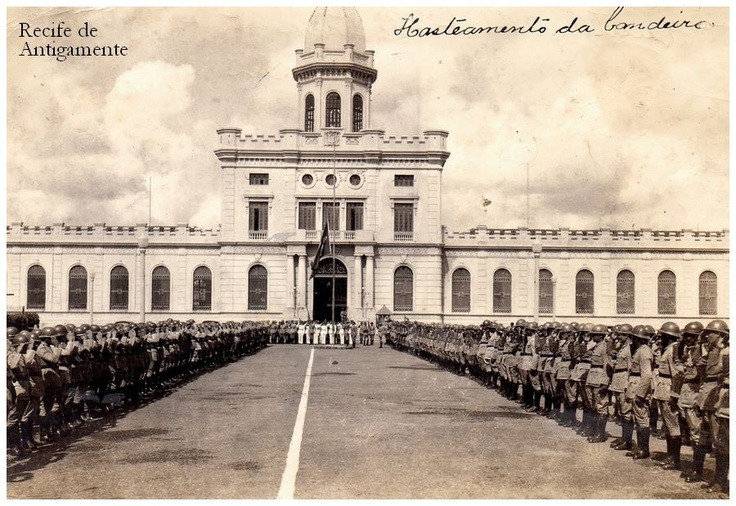 Recife de
Antigamente
Hasteamento da bandeira.